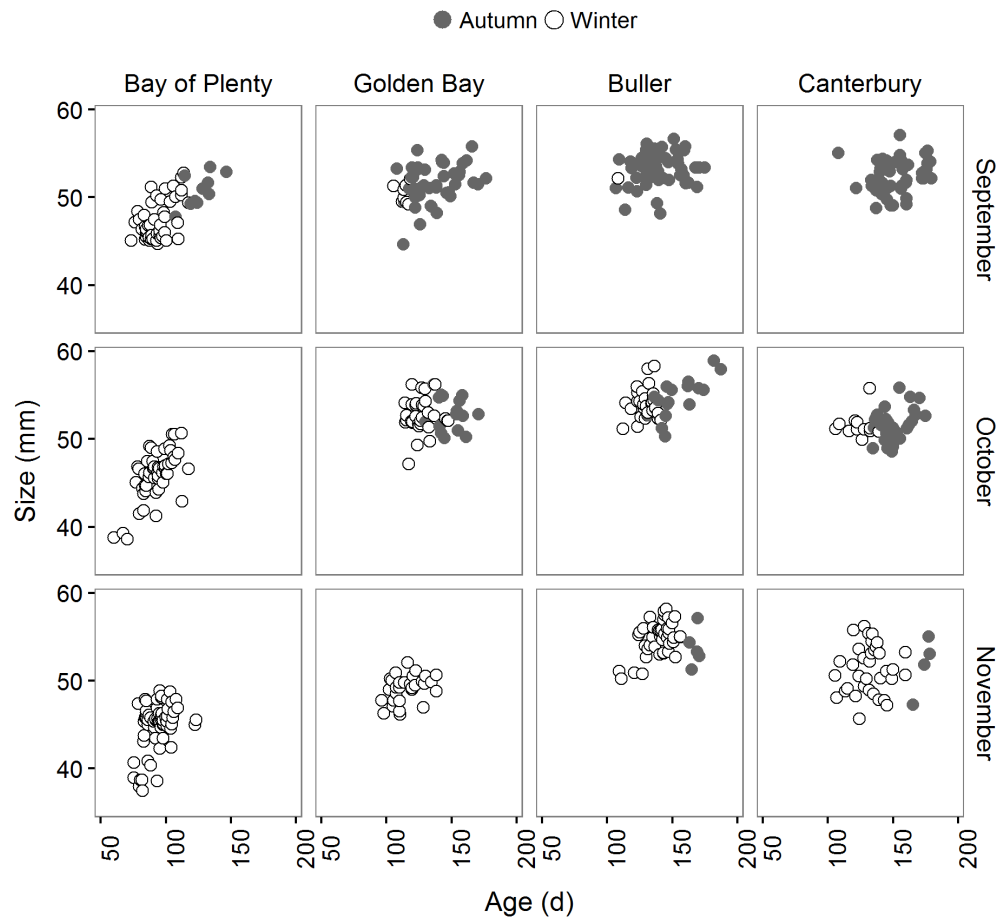 Autumn Winter
Bay of Plenty Golden Bay Buller Canterbury
60
50
40
September
60
50
40
October
60
50
40
November
Size (mm)
50 100 150 200 50 100 150 200 50 100 150 200 50 100 150 200
Age (d)